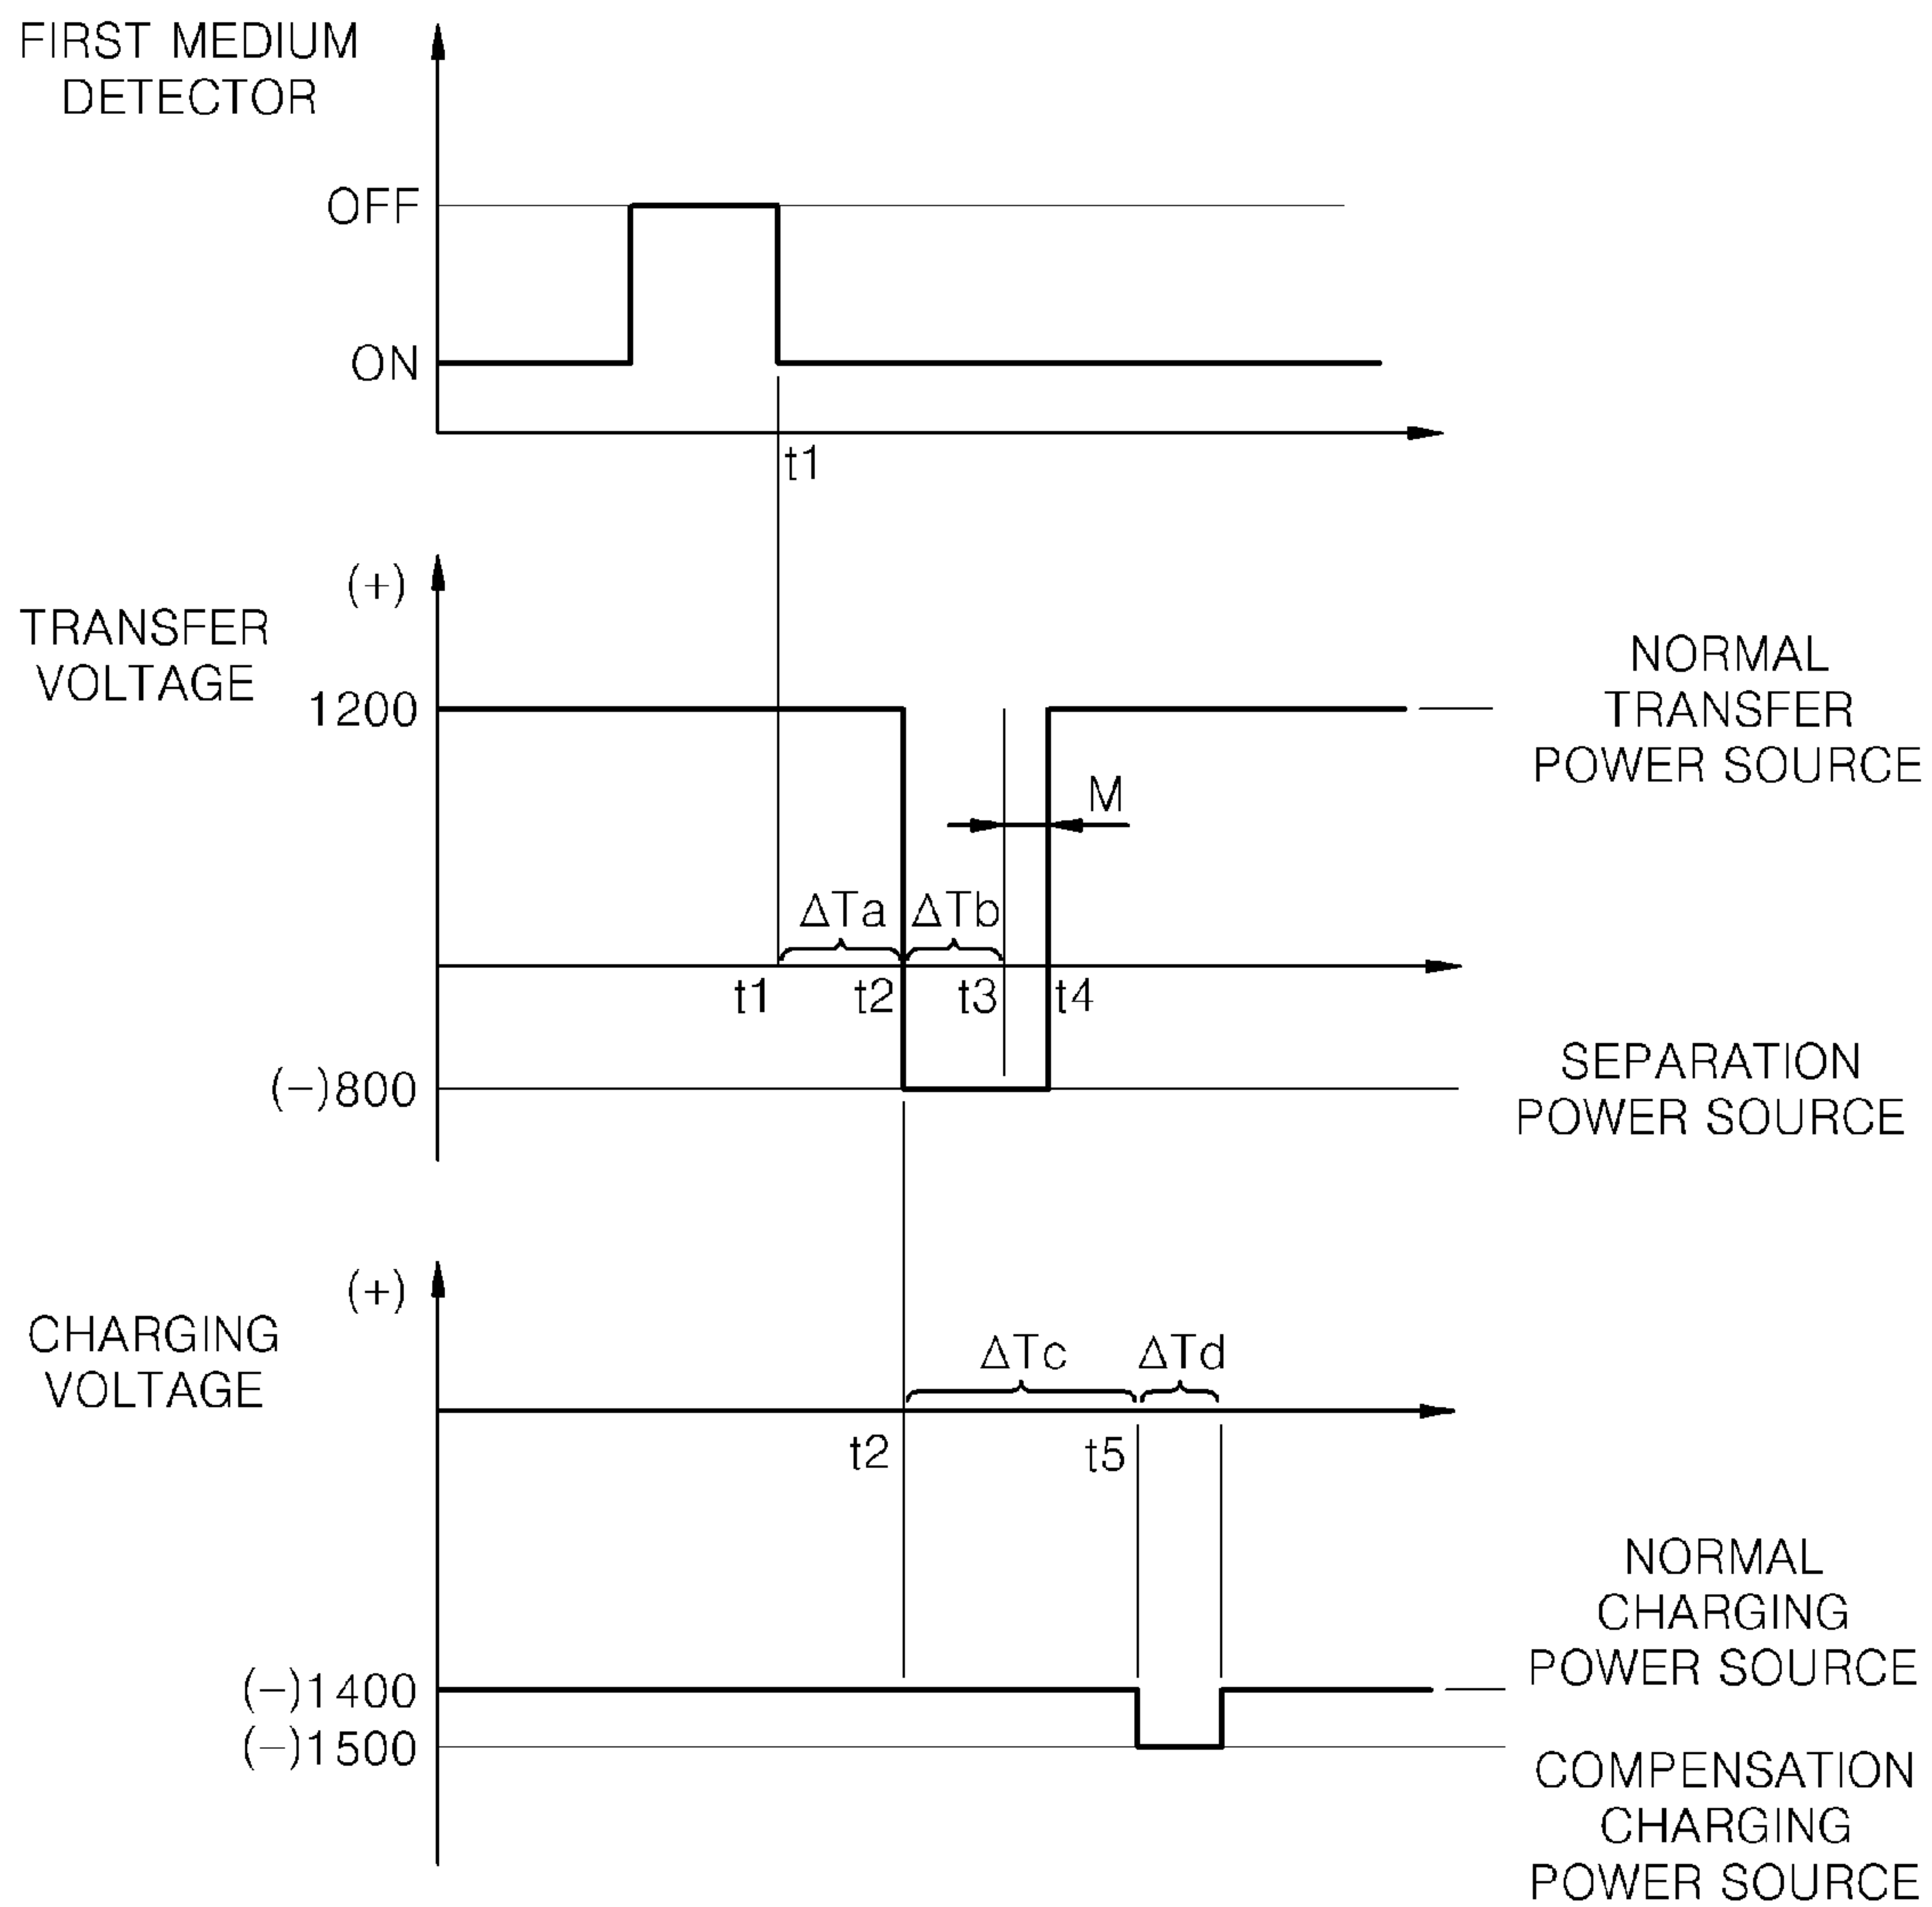 FIRST MEDIUM
DETECTOR
OFF
ON
t1
(+)
TRANSFER
VOLTAGE
1200
NORMAL
TRANSFER
POWER SOURCE
M
ΔTa
ΔTb
t1
t2
t3
t4
(−)800
SEPARATION
POWER SOURCE
(+)
CHARGING
VOLTAGE
ΔTc
ΔTd
t2
t5
NORMAL
CHARGING
POWER SOURCE
(−)1400
(−)1500
COMPENSATION
CHARGING
POWER SOURCE